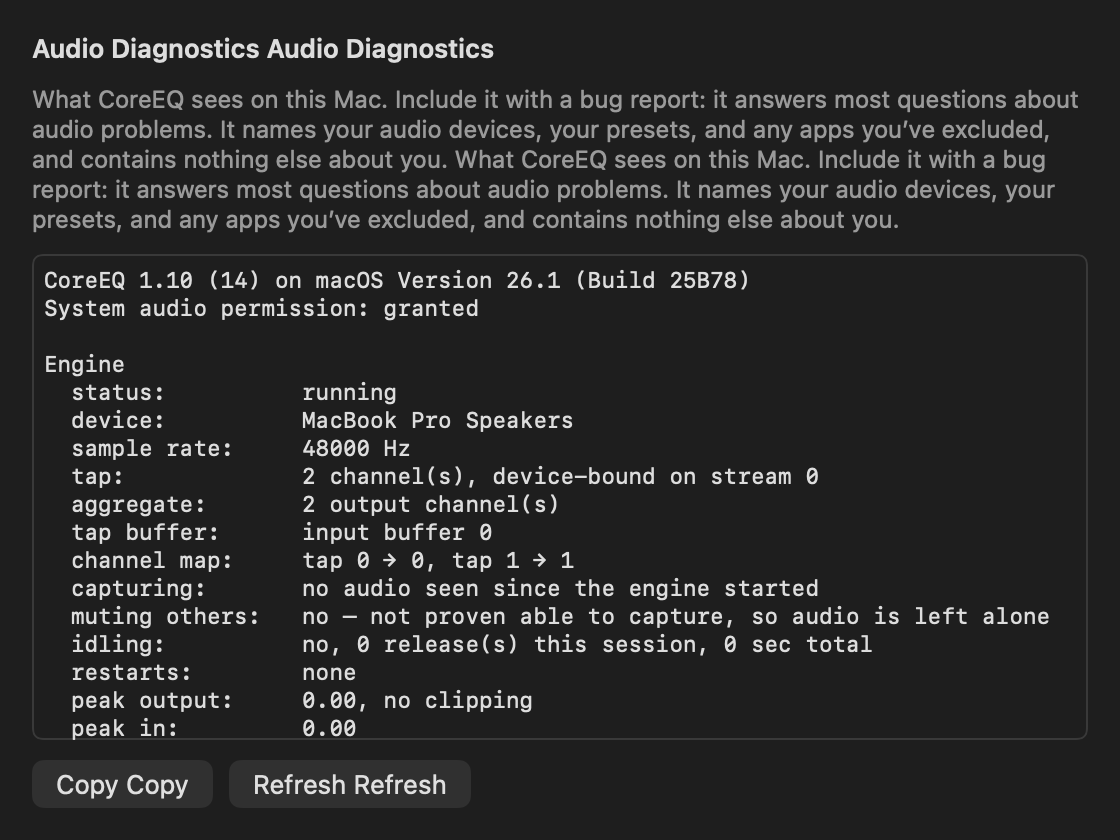 Audio Diagnostics Audio Diagnostics
What CoreEQ sees on this Mac. Include it with a bug report: it answers most questions about
audio problems. It names your audio devices, your presets, and any apps you’ve excluded,
and contains nothing else about you. What CoreEQ sees on this Mac. Include it with a bug
report: it answers most questions about audio problems. It names your audio devices, your
presets, and any apps you’ve excluded, and contains nothing else about you.
CoreEQ 1.10 (14) on macOS Version 26.1 (Build 25B78)
System audio permission: granted
Engine
status: running
device: MacBook Pro Speakers
sample rate: 48000 Hz
tap: 2 channel(s), device-bound on stream 0
aggregate: 2 output channel(s)
tap buffer: input buffer 0
channel map: tap 0 → 0, tap 1 → 1
capturing: no audio seen since the engine started
muting others: no — not proven able to capture, so audio is left alone
idling: no, 0 release(s) this session, 0 sec total
restarts: none
peak output: 0.00, no clipping
peak in: 0.00
Copy Copy
Refresh Refresh